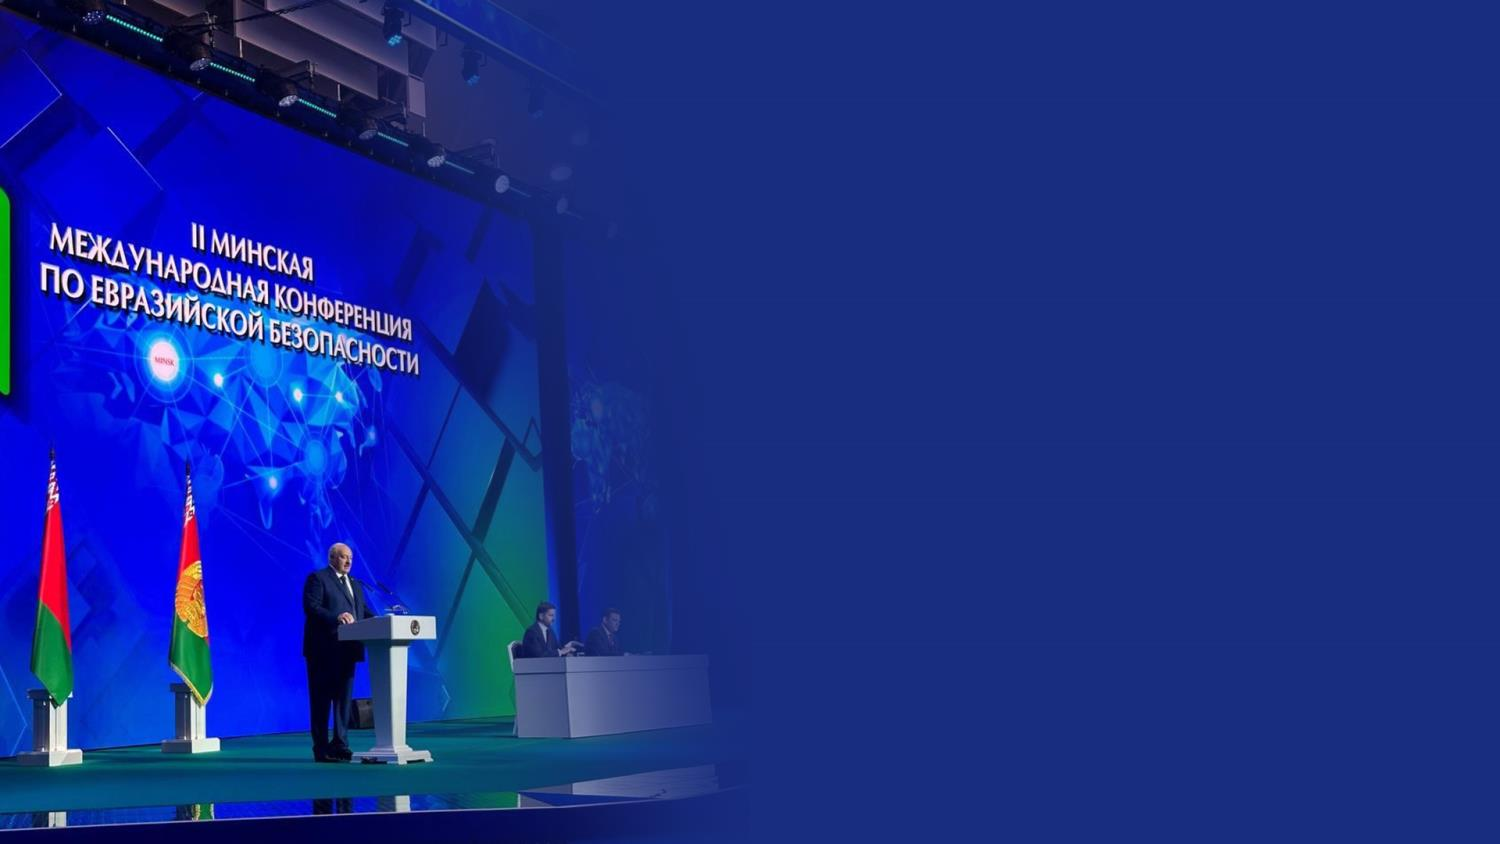 II МИНСКАЯ
МЕЖДУНАРОДНАЯ КОНФЕРЕНЦИЯ
ПО ЕВРАЗИЙСКОЙ БЕЗОПАСНОСТИ
MINSK